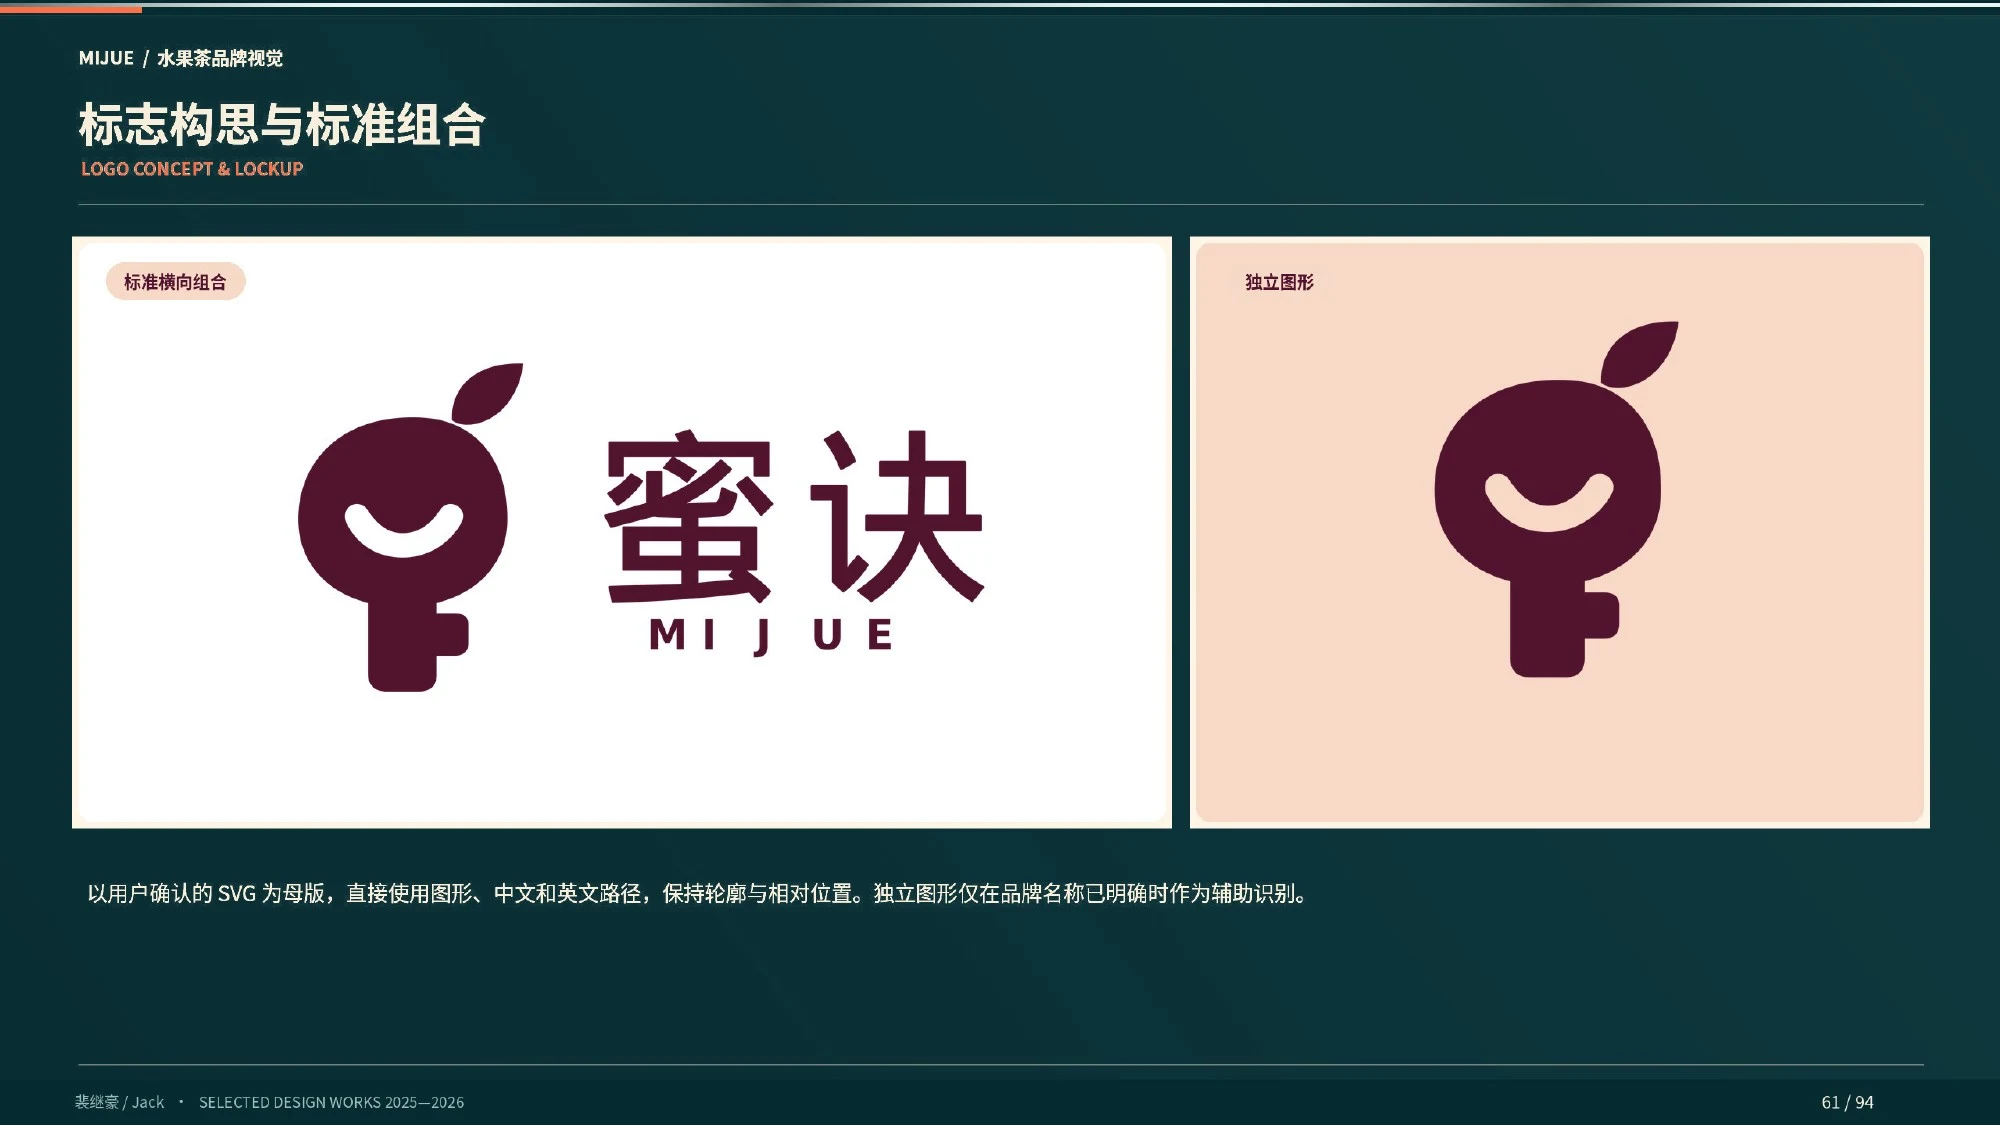 MIJUE / 水果茶品牌视觉
标志构思与标准组合
LOGO CONCEPT & LOCKUP
标准横向组合
蜜诀
MIJUE
独立图形
以用户确认的 SVG 为母版，直接使用图形、中文和英文路径，保持轮廓与相对位置。独立图形仅在品牌名称已明确时作为辅助识别。
裴继豪 / Jack · SELECTED DESIGN WORKS 2025—2026
61 / 94